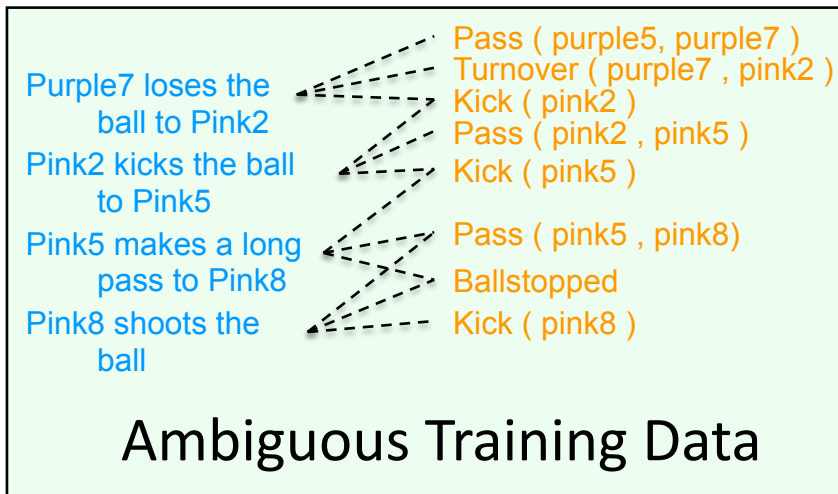 Purple7 loses the
ball to Pink2
Pink2 kicks the ball
to Pink5
Pink5 makes a long
pass to Pink8
Pink8 shoots the
ball
Pass ( purple5, purple7 )
Turnover ( purple7 , pink2 )
Kick ( pink2 )
Pass ( pink2 , pink5 )
Kick ( pink5 )
Pass ( pink5 , pink8)
Ballstopped
Kick ( pink8 )
Ambiguous Training Data